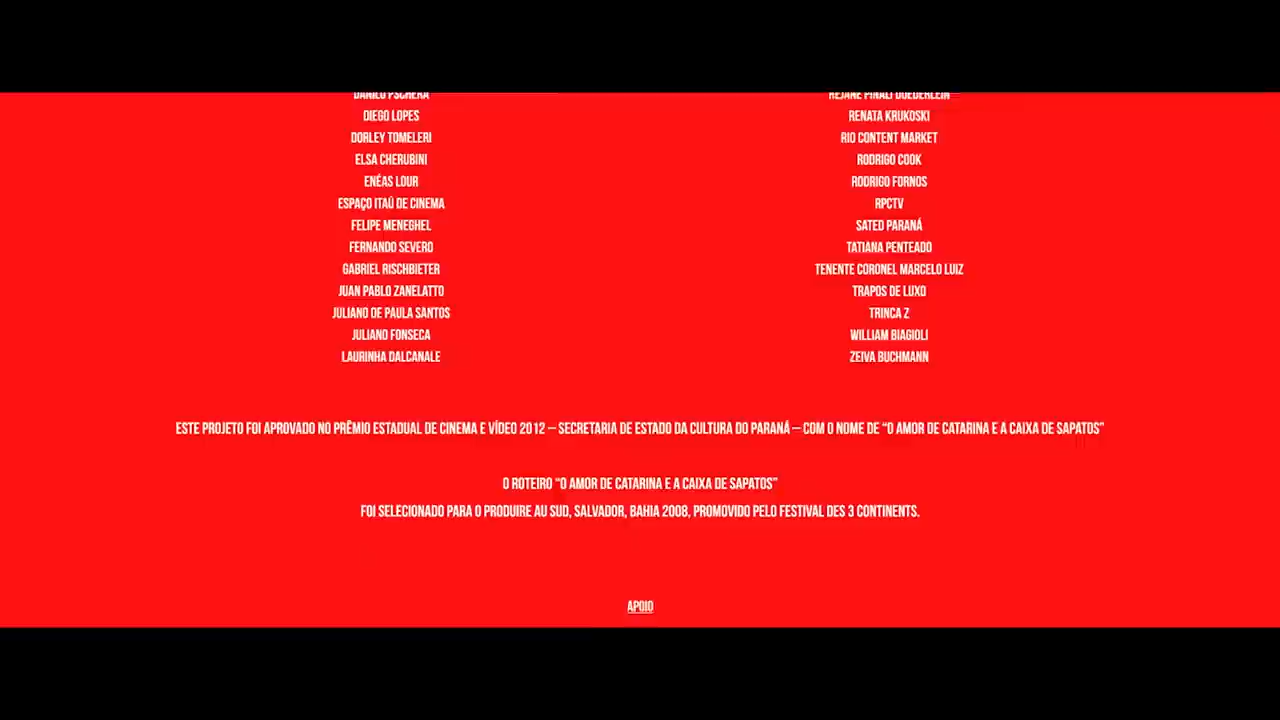 DANILO PSCHERA
DIEGO LOPES
DORLEY TOMELERI
ELSA CHERUBINI
ENÉAS LOUR
ESPAÇO ITAÚ DE CINEMA
FELIPE MENEGHEL
FERNANDO SEVERO
GABRIEL RISCHBIETER
JUAN PABLO ZANELATTO
JULIANO DE PAULA SANTOS
JULIANO FONSECA
LAURINHA DALCANALE
REJANE PINALI DOEDERLEIN
RENATA KRUKOSKI
RIO CONTENT MARKET
RODRIGO COOK
RODRIGO FORNOS
RPCTV
SATED PARANÁ
TATIANA PENTEADO
TENENTE CORONEL MARCELO LUIZ
TRAPOS DE LUXO
TRINCA Z
WILLIAM BIAGIOLI
ZEIVA BUCHMANN
ESTE PROJETO FOI APROVADO NO PRÊMIO ESTADUAL DE CINEMA E VÍDEO 2012 – SECRETARIA DE ESTADO DA CULTURA DO PARANÁ – COM O NOME DE “O AMOR DE CATARINA E A CAIXA DE SAPATOS”
O ROTEIRO “O AMOR DE CATARINA E A CAIXA DE SAPATOS”
FOI SELECIONADO PARA O PRODUIRE AU SUD, SALVADOR, BAHIA 2008, PROMOVIDO PELO FESTIVAL DES 3 CONTINENTS.
APOIO